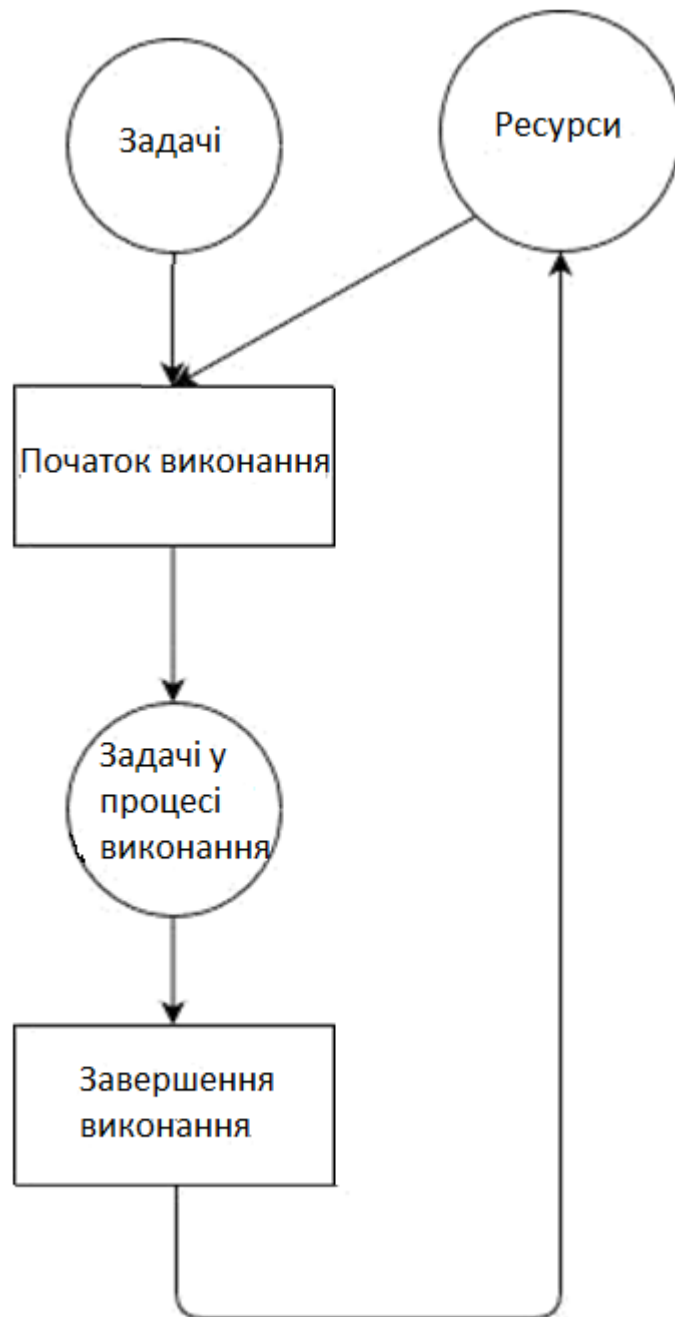 Задачі
Ресурси
Початок виконання
Задачі у
процесі
виконання
Завершення
виконання